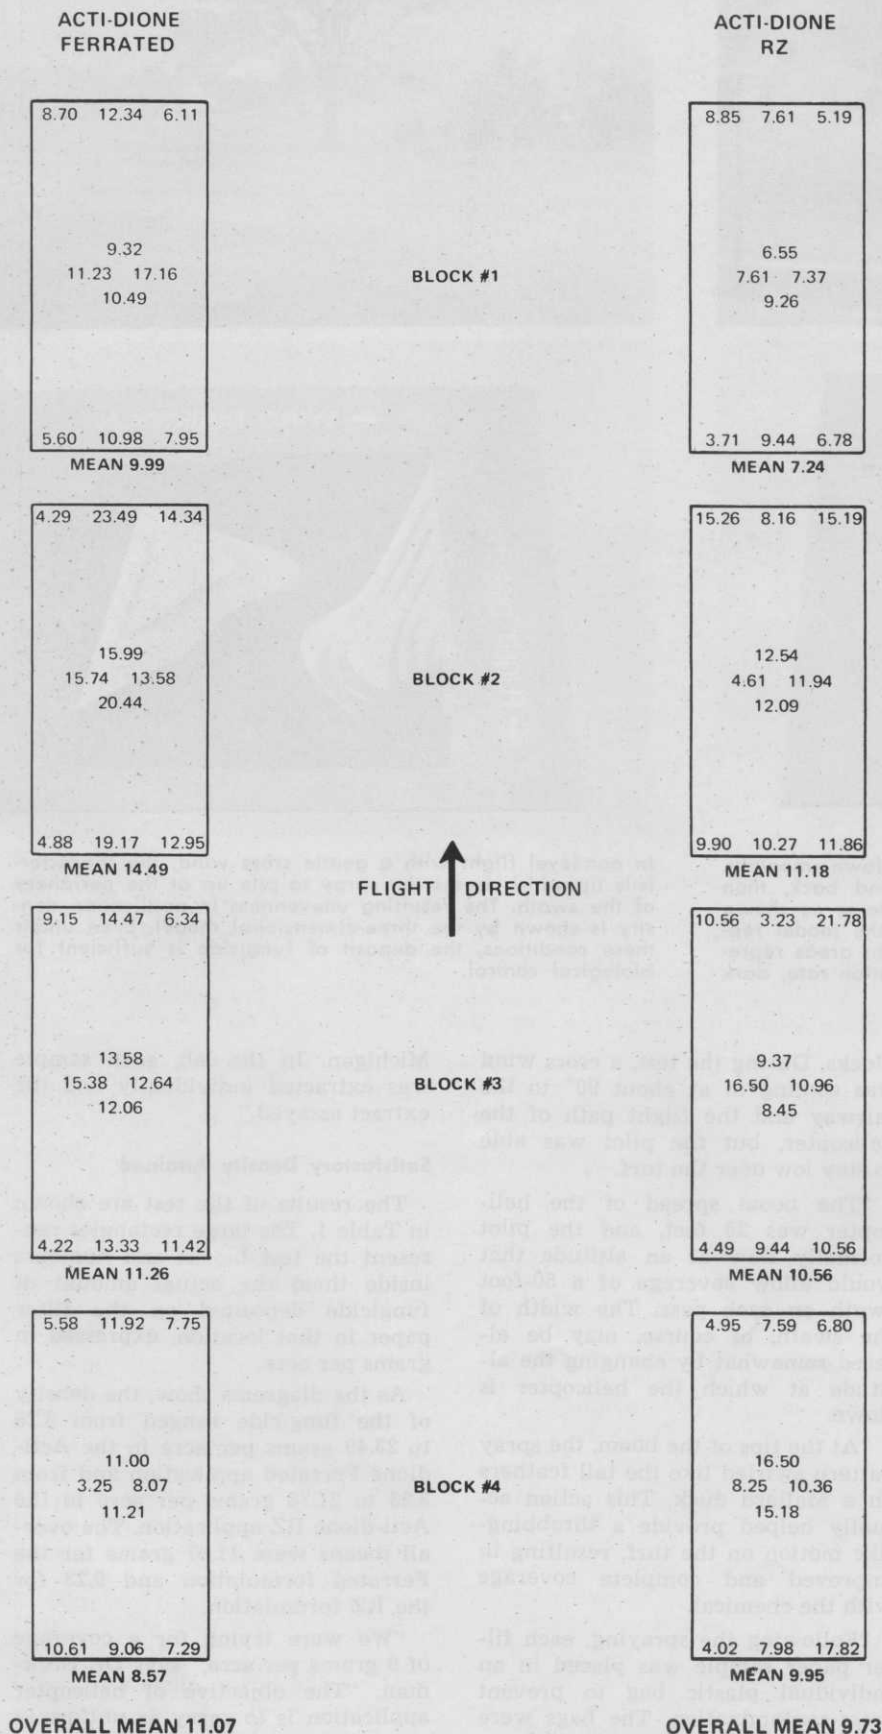 ACTI-DIONE
FERRATED
ACTI-DIONE
RZ
8.70 12.34 6.11
9.32
11.23 17.16
10.49
5.60 10.98 7.95
MEAN 9.99
BLOCK #1
8.85 7.61 5.19
6.55
7.61 7.37
9.26
3.71 9.44 6.78
MEAN 7.24
4.29 23.49 14.34
15.99
15.74 13.58
20.44
4.88 19.17 12.95
MEAN 14.49
BLOCK #2
15.26 8.16 15.19
12.54
4.61 11.94
12.09
9.90 10.27 11.86
MEAN 11.18
FLIGHT DIRECTION
9.15 14.47 6.34
13.58
15.38 12.64
12.06
4.22 13.33 11.42
MEAN 11.26
BLOCK #3
10.56 3.23 21.78
9.37
16.50 10.96
8.45
4.49 9.44 10.56
MEAN 10.56
5.58 11.92 7.75
11.00
3.25 8.07
11.21
10.61 9.06 7.29
MEAN 8.57
BLOCK #4
4.95 7.59 6.80
16.50
8.25 10.36
15.18
4.02 7.98 17.82
MEAN 9.95
OVERALL MEAN 11.07
OVERALL MEAN 9.73